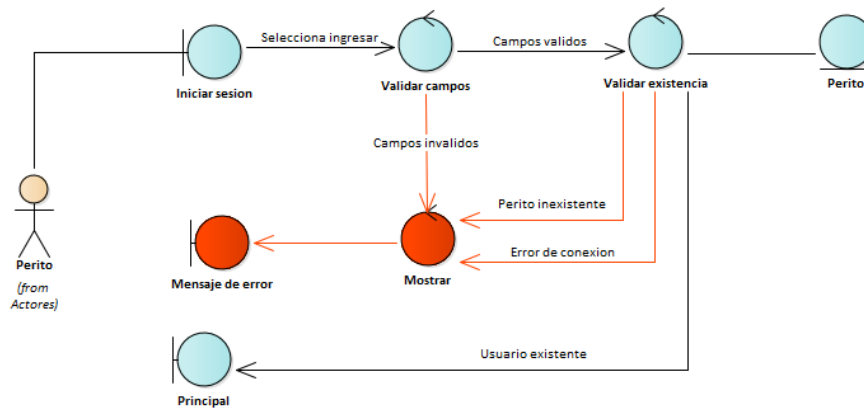 Selecciona ingresar
Campos validos
Iniciar sesion
Validar campos
Validar existencia
Perito
Campos invalidos
Perito inexistente
Error de conexion
Perito
(from
Actores)
Mensaje de error
Mostrar
Usuario existente
Principal